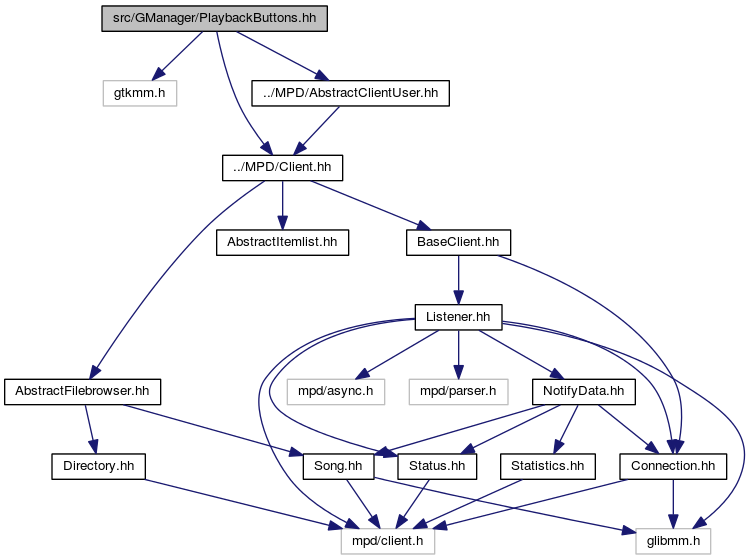 src/GManager/PlaybackButtons.hh
gtkmm.h
../MPD/AbstractClientUser.hh
../MPD/Client.hh
AbstractItemlist.hh
BaseClient.hh
Listener.hh
AbstractFilebrowser.hh
mpd/async.h
mpd/parser.h
NotifyData.hh
Directory.hh
Song.hh
Status.hh
Statistics.hh
Connection.hh
mpd/client.h
glibmm.h